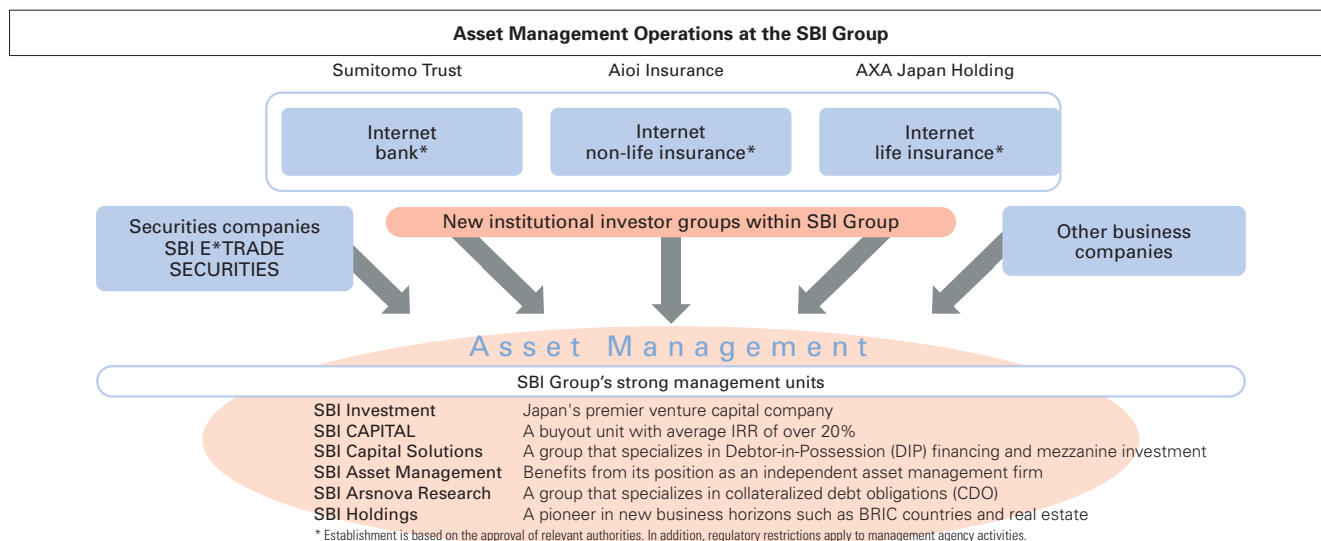 Asset Management Operations at the SBI Group
Sumitomo Trust
Aioi Insurance
AXA Japan Holding
Internet
bank*
Internet
non-life insurance*
Internet
life insurance*
Securities companies
SBI E*TRADE
SECURITIES
New institutional investor groups within SBI Group
Other business
companies
Asset Management
SBI Group's strong management units
SBI Investment Japan's premier venture capital company
SBI CAPITAL A buyout unit with average IRR of over 20%
SBI Capital Solutions A group that specializes in Debtor-in-Possession (DIP) financing and mezzanine investment
SBI Asset Management Benefits from its position as an independent asset management firm
SBI Arsnova Research A group that specializes in collateralized debt obligations (CDO)
SBI Holdings A pioneer in new business horizons such as BRIC countries and real estate
* Establishment is based on the approval of relevant authorities. In addition, regulatory restrictions apply to management agency activities.